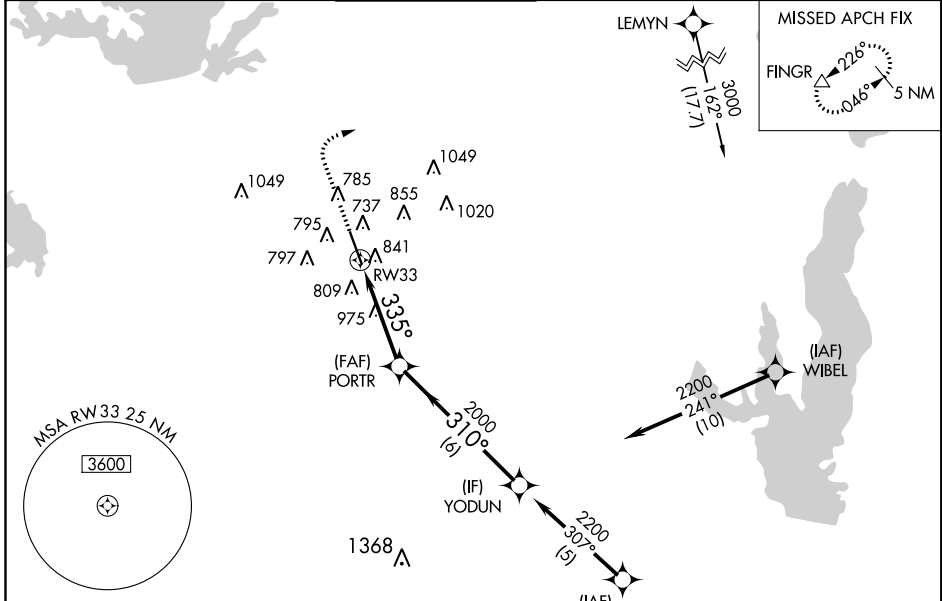 LEMYN
3000
162°
(17.7)
MISSED APCH FIX
FINGR
226°
046°
5 NM
1049
785
1049
737
855
1020
795
797
841
RW33
809
975
335°
(FAF)
PORTR
(IAF)
WIBEL
2200
241°
(10)
2000
310°
(6)
(IF)
YODUN
MSA RW33 25 NM
3600
2200
307°
(5)
1368
(IAF)